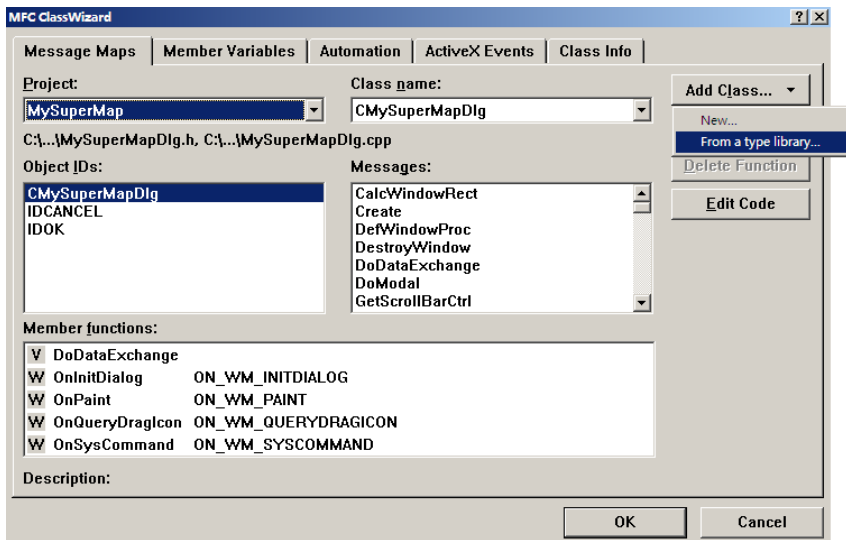 MFC ClassWizard
Message Maps Member Variables Automation ActiveX Events Class Info
Project: Class name:
MySuperMap CMySuperMapDlg
Add Class...
New...
From a type library...
C:\...\MySuperMapDlg.h, C:\...\MySuperMapDlg.cpp
Delete Function
Object IDs: Messages:
CMySuperMapDlg
IDCANCEL
IDOK
CalcWindowRect
Create
DefWindowProc
DestroyWindow
DoDataExchange
DoModal
GetScrollBarCtrl
Edit Code
Member functions:
V DoDataExchange
W OnInitDialog ON_WM_INITDIALOG
W OnPaint ON_WM_PAINT
W OnQueryDragIcon ON_WM_QUERYDRAGICON
W OnSysCommand ON_WM_SYSCOMMAND
Description:
OK Cancel